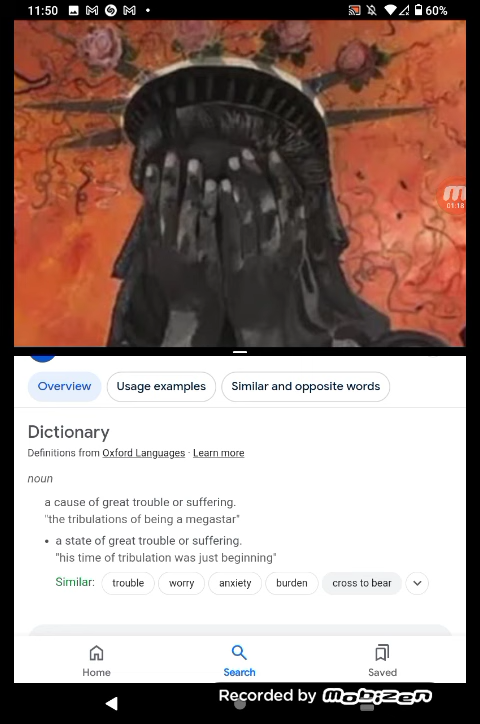 11:50
60%
01:18
Overview
Usage examples
Similar and opposite words
Dictionary
Definitions from Oxford Languages · Learn more
noun
a cause of great trouble or suffering.
"the tribulations of being a megastar"
• a state of great trouble or suffering.
"his time of tribulation was just beginning"
Similar: trouble worry anxiety burden cross to bear
Home Search Saved
Recorded by Mobizen